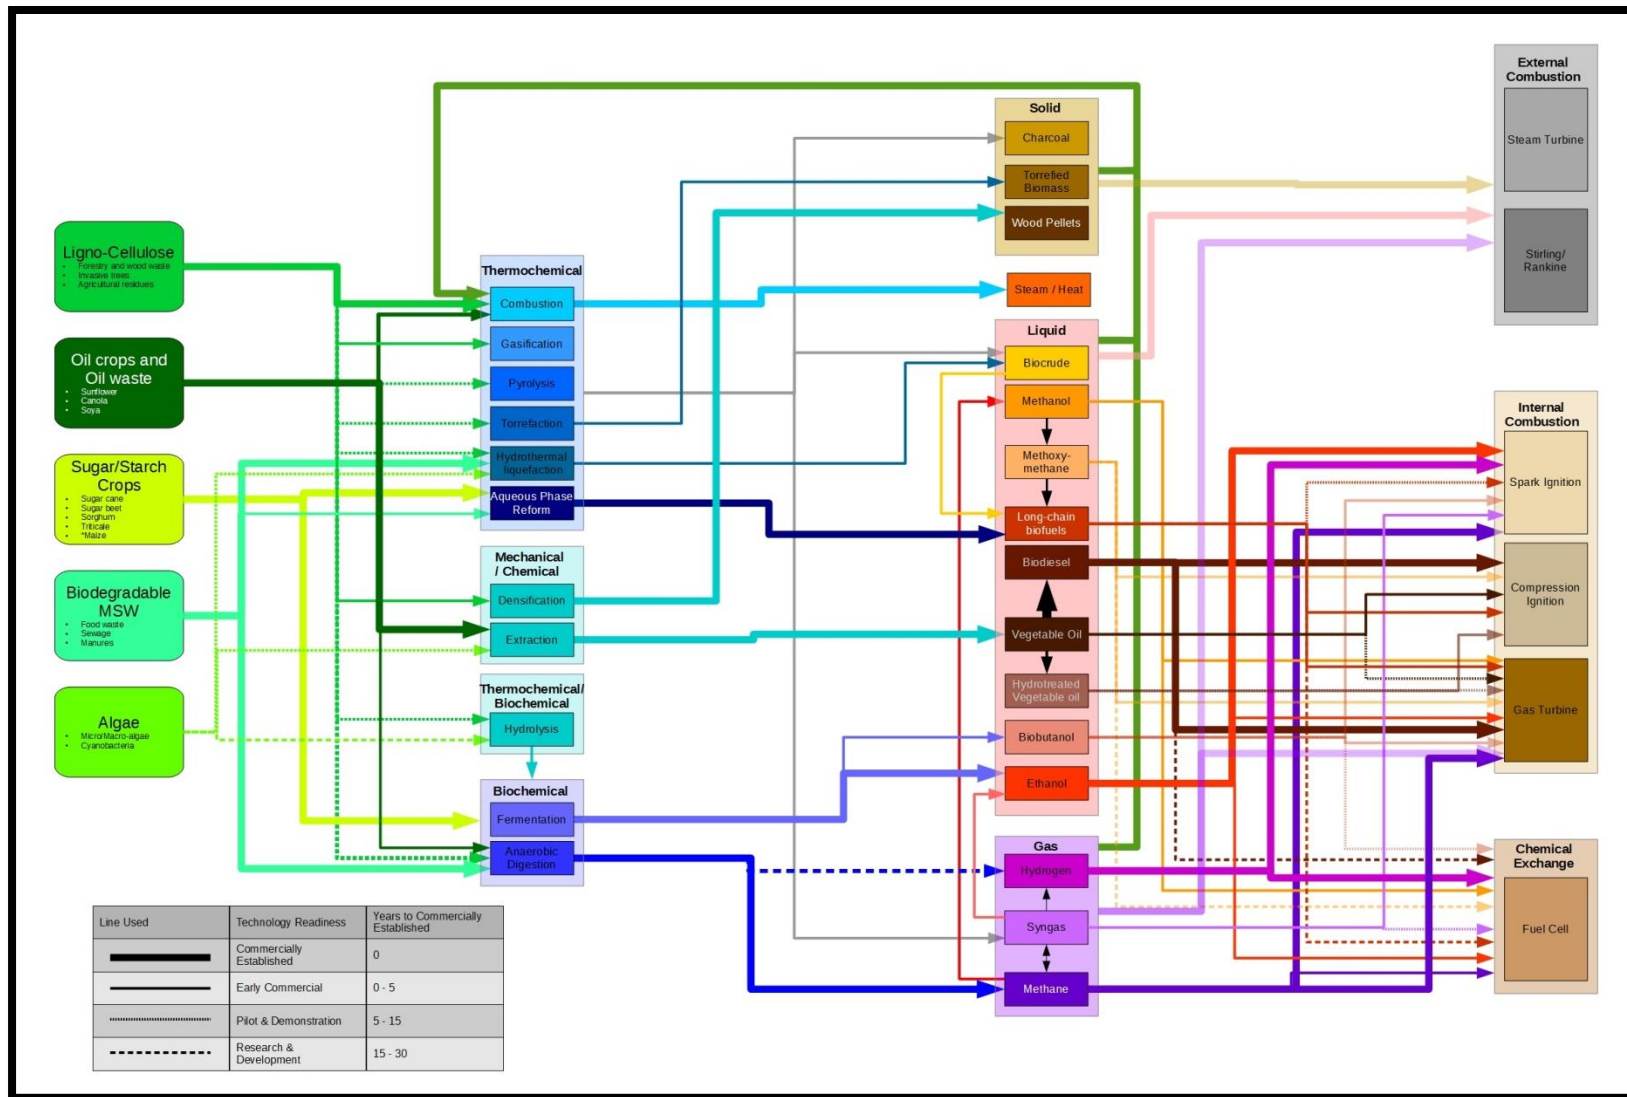 Ligno-Cellulose
• Forestry and wood waste
• Invasive trees
• Agricultural residues
Oil crops and
Oil waste
• Sunflower
• Canola
• Soya
Sugar/Starch
Crops
• Sugar cane
• Sugar beet
• Sorghum
• Triticale
• *Maize
Biodegradable
MSW
• Food waste
• Sewage
• Manures
Algae
• Micro/Macro-algae
• Cyanobacteria
Thermochemical
Combustion
Gasification
Pyrolysis
Torrefaction
Hydrothermal
liquefaction
Aqueous Phase
Reform
Mechanical
/ Chemical
Densification
Extraction
Thermochemical/
Biochemical
Hydrolysis
Biochemical
Fermentation
Anaerobic
Digestion
Solid
Charcoal
Torrefied
Biomass
Wood Pellets
Steam / Heat
Liquid
Biocrude
Methanol
Methoxy-
methane
Long-chain
biofuels
Biodiesel
Vegetable Oil
Hydrotreated
Vegetable oil
Biobutanol
Ethanol
Gas
Hydrogen
Syngas
Methane
External
Combustion
Steam Turbine
Stirling/
Rankine
Internal
Combustion
Spark Ignition
Compression
Ignition
Gas Turbine
Chemical
Exchange
Fuel Cell
Line Used
Technology Readiness
Years to Commercially
Established
Commercially
Established
0
Early Commercial
0 - 5
Pilot & Demonstration
5 - 15
Research &
Development
15 - 30